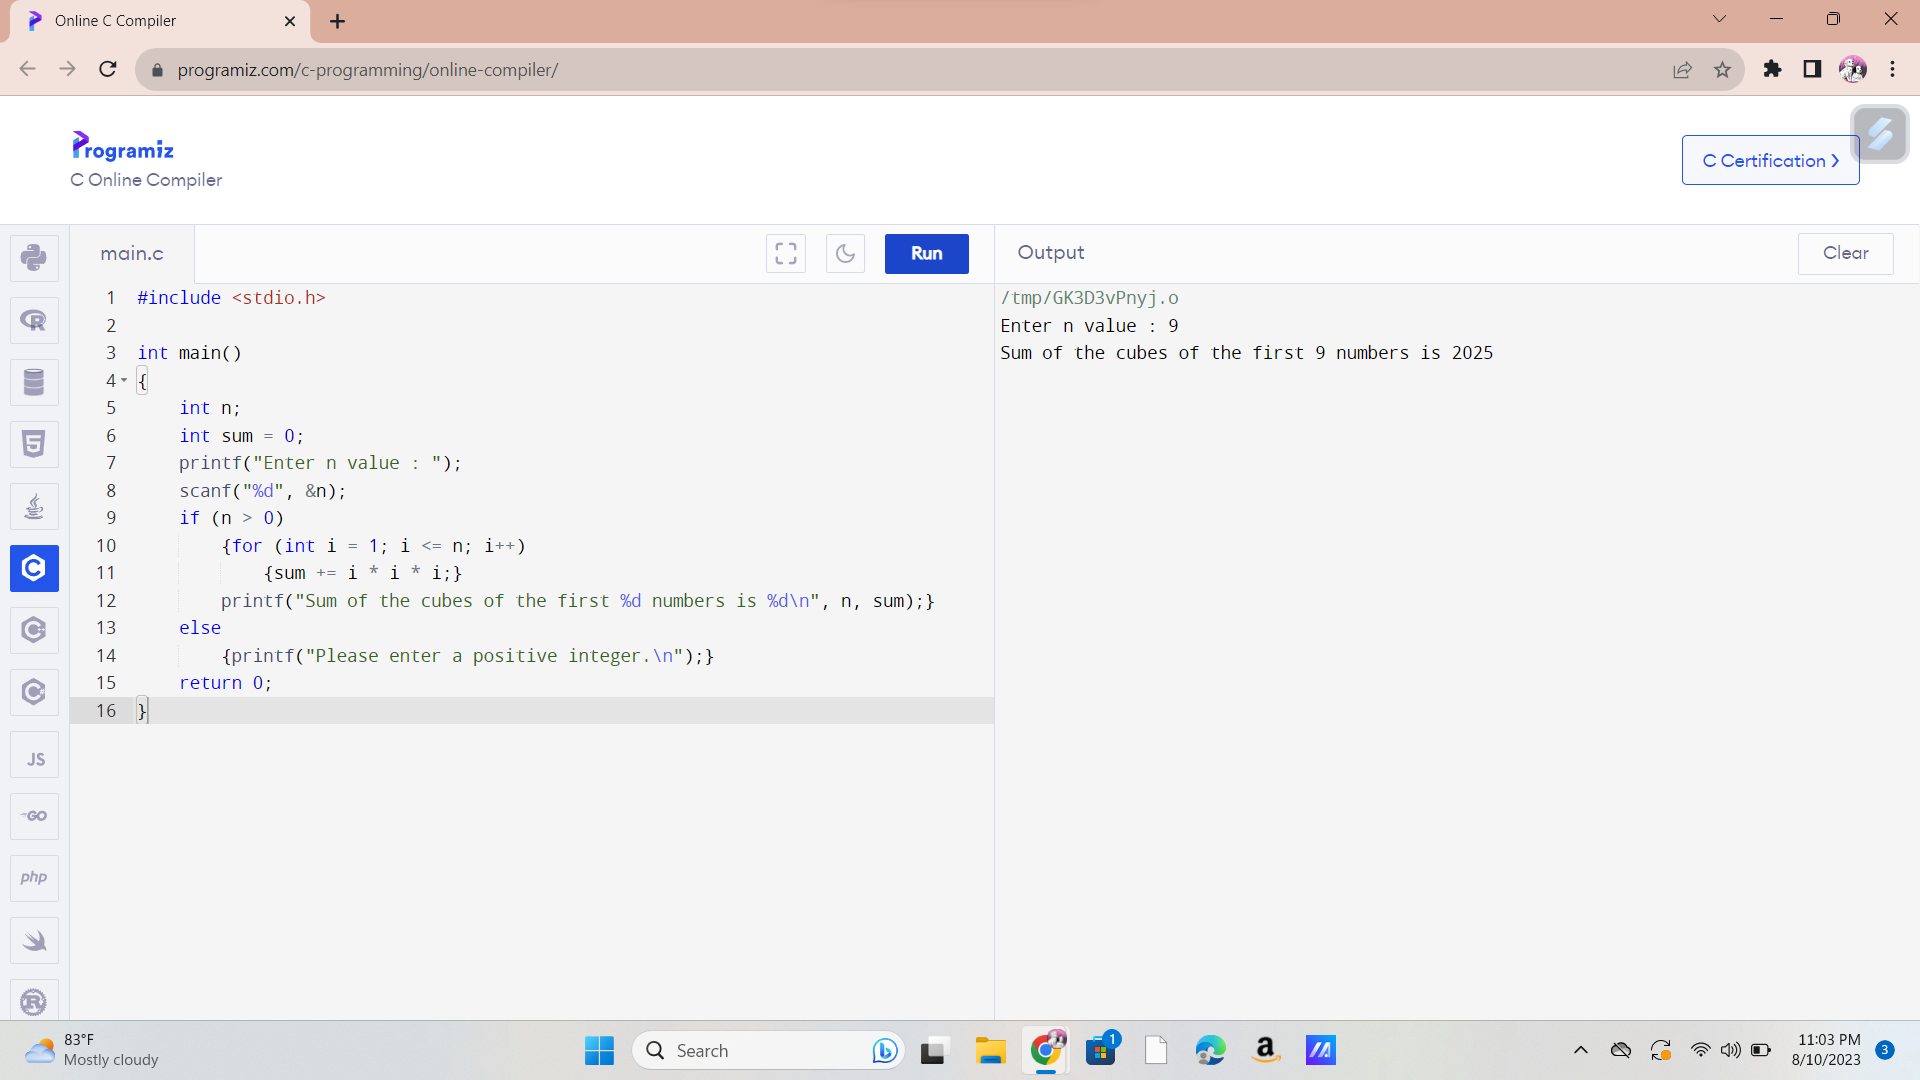 Online C Compiler
programiz.com/c-programming/online-compiler/
Programiz
C Online Compiler
C Certification
main.c
Run
Output
Clear
1 #include <stdio.h>
2
3 int main()
4 {
5 int n;
6 int sum = 0;
7 printf("Enter n value : ");
8 scanf("%d", &n);
9 if (n > 0)
10 {for (int i = 1; i <= n; i++)
11 {sum += i * i * i;}
12 printf("Sum of the cubes of the first %d numbers is %d\n", n, sum);}
13 else
14 {printf("Please enter a positive integer.\n");}
15 return 0;
16 }
/tmp/GK3D3vPnyj.o
Enter n value : 9
Sum of the cubes of the first 9 numbers is 2025
R
5
C
C
C
JS
GO
php
R
83°F
Mostly cloudy
Search
b
1
a
11:03 PM
8/10/2023
3